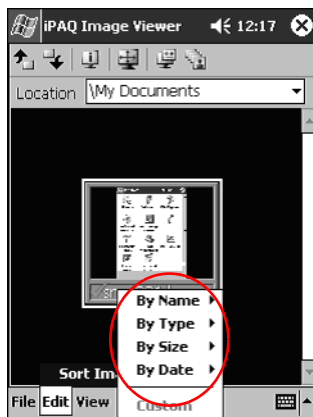 iPAQ Image Viewer 12:17
Location \My Documents
By Name
By Type
By Size
By Date
Sort Im
Custom
File Edit View